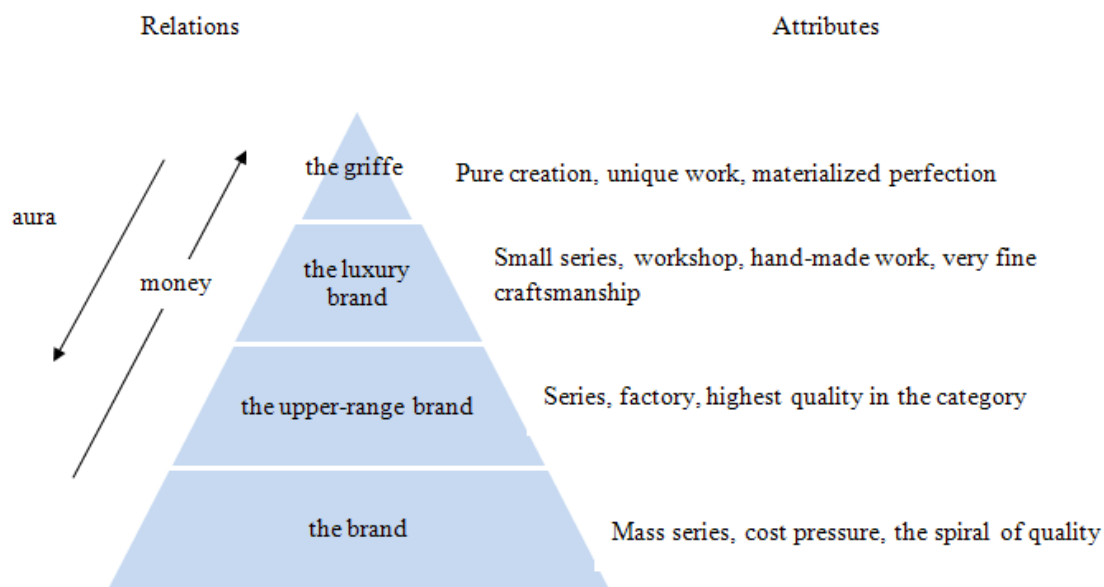 Relations
Attributes
the griffe
Pure creation, unique work, materialized perfection
aura
money
the luxury
brand
Small series, workshop, hand-made work, very fine
craftsmanship
the upper-range brand
Series, factory, highest quality in the category
the brand
Mass series, cost pressure, the spiral of quality